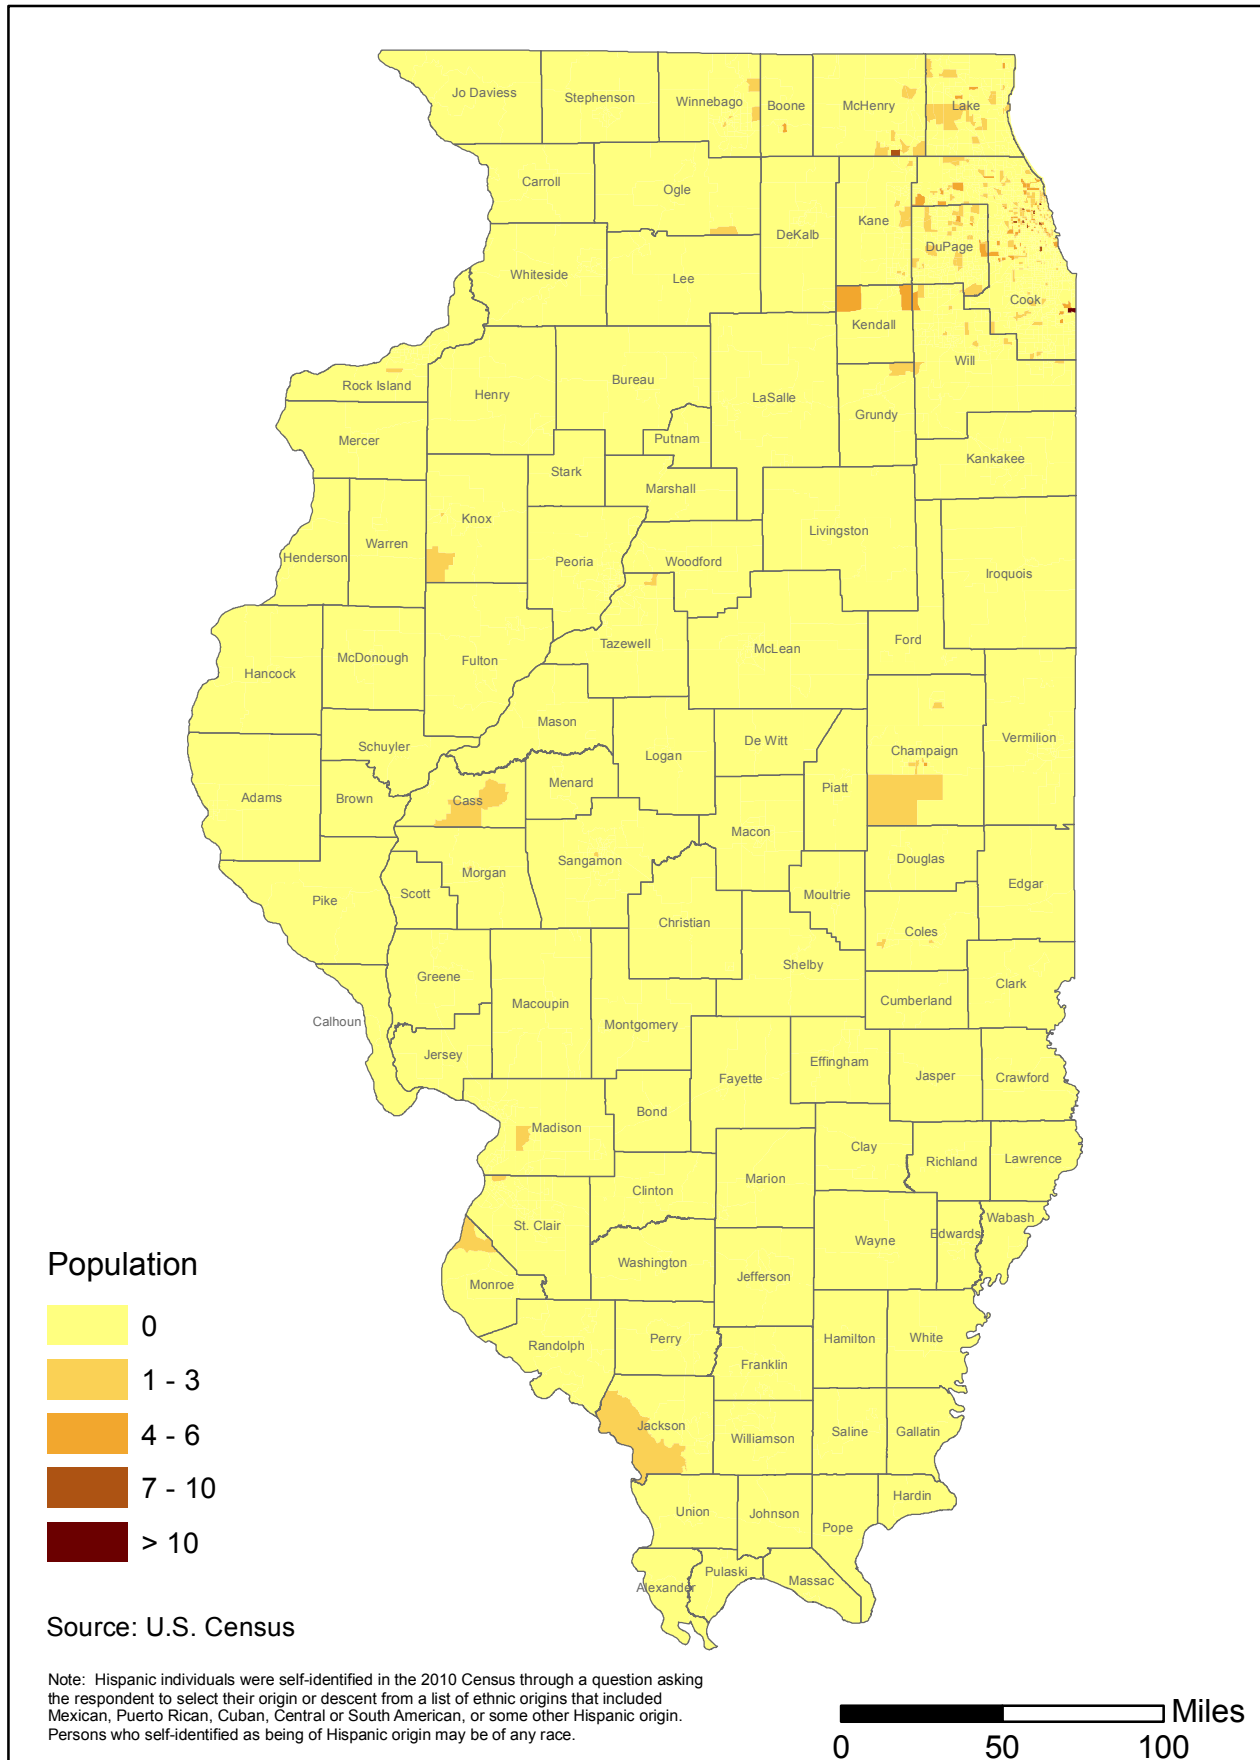 Jo Daviess
Stephenson
Winnebago
Boone
McHenry
Lake
Carroll
Ogle
DeKalb
Kane
DuPage
Cook
Whiteside
Lee
Kendall
Will
Rock Island
Henry
Bureau
LaSalle
Grundy
Mercer
Putnam
Kankakee
Stark
Marshall
Knox
Livingston
Henderson
Warren
Peoria
Woodford
Iroquois
Hancock
McDonough
Fulton
Tazewell
McLean
Ford
Mason
Schuyler
Logan
De Witt
Champaign
Vermilion
Adams
Brown
Cass
Menard
Piatt
Macon
Sangamon
Douglas
Edgar
Pike
Scott
Morgan
Moultrie
Christian
Coles
Shelby
Greene
Clark
Macoupin
Cumberland
Calhoun
Montgomery
Jersey
Effingham
Fayette
Jasper
Crawford
Bond
Madison
Clay
Richland
Lawrence
Marion
Clinton
St. Clair
Wabash
Edwards
Wayne
Washington
Jefferson
Monroe
Randolph
Perry
Hamilton
White
Franklin
Jackson
Williamson
Saline
Gallatin
Hardin
Union
Johnson
Pope
Pulaski
Massac
Alexander
Population
0
1 - 3
4 - 6
7 - 10
> 10
Source: U.S. Census
Note: Hispanic individuals were self-identified in the 2010 Census through a question asking
the respondent to select their origin or descent from a list of ethnic origins that included
Mexican, Puerto Rican, Cuban, Central or South American, or some other Hispanic origin.
Persons who self-identified as being of Hispanic origin may be of any race.
Miles
0 50 100